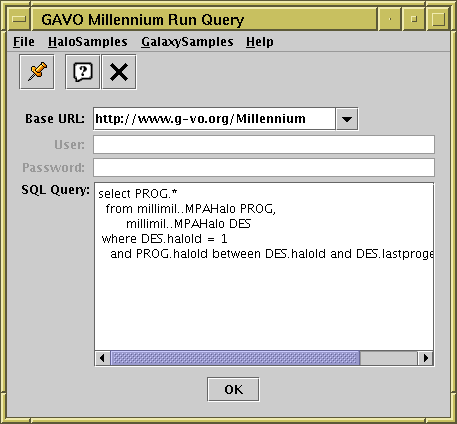 GAVO Millennium Run Query
File HaloSamples GalaxySamples Help
Base URL: http://www.g-vo.org/Millennium
User:
Password:
SQL Query:
select PROG.*
from millimil..MPAHalo PROG,
millimil..MPAHalo DES
where DES.haloId = 1
and PROG.haloId between DES.haloId and DES.lastproge
OK